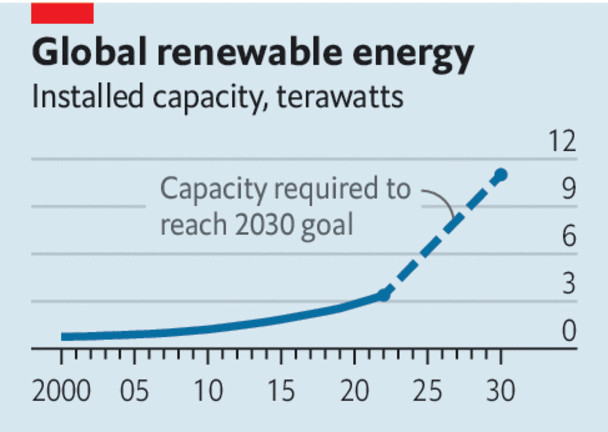 Global renewable energy
Installed capacity, terawatts
12
Capacity required to
reach 2030 goal
9
6
3
0
2000 05 10 15 20 25 30